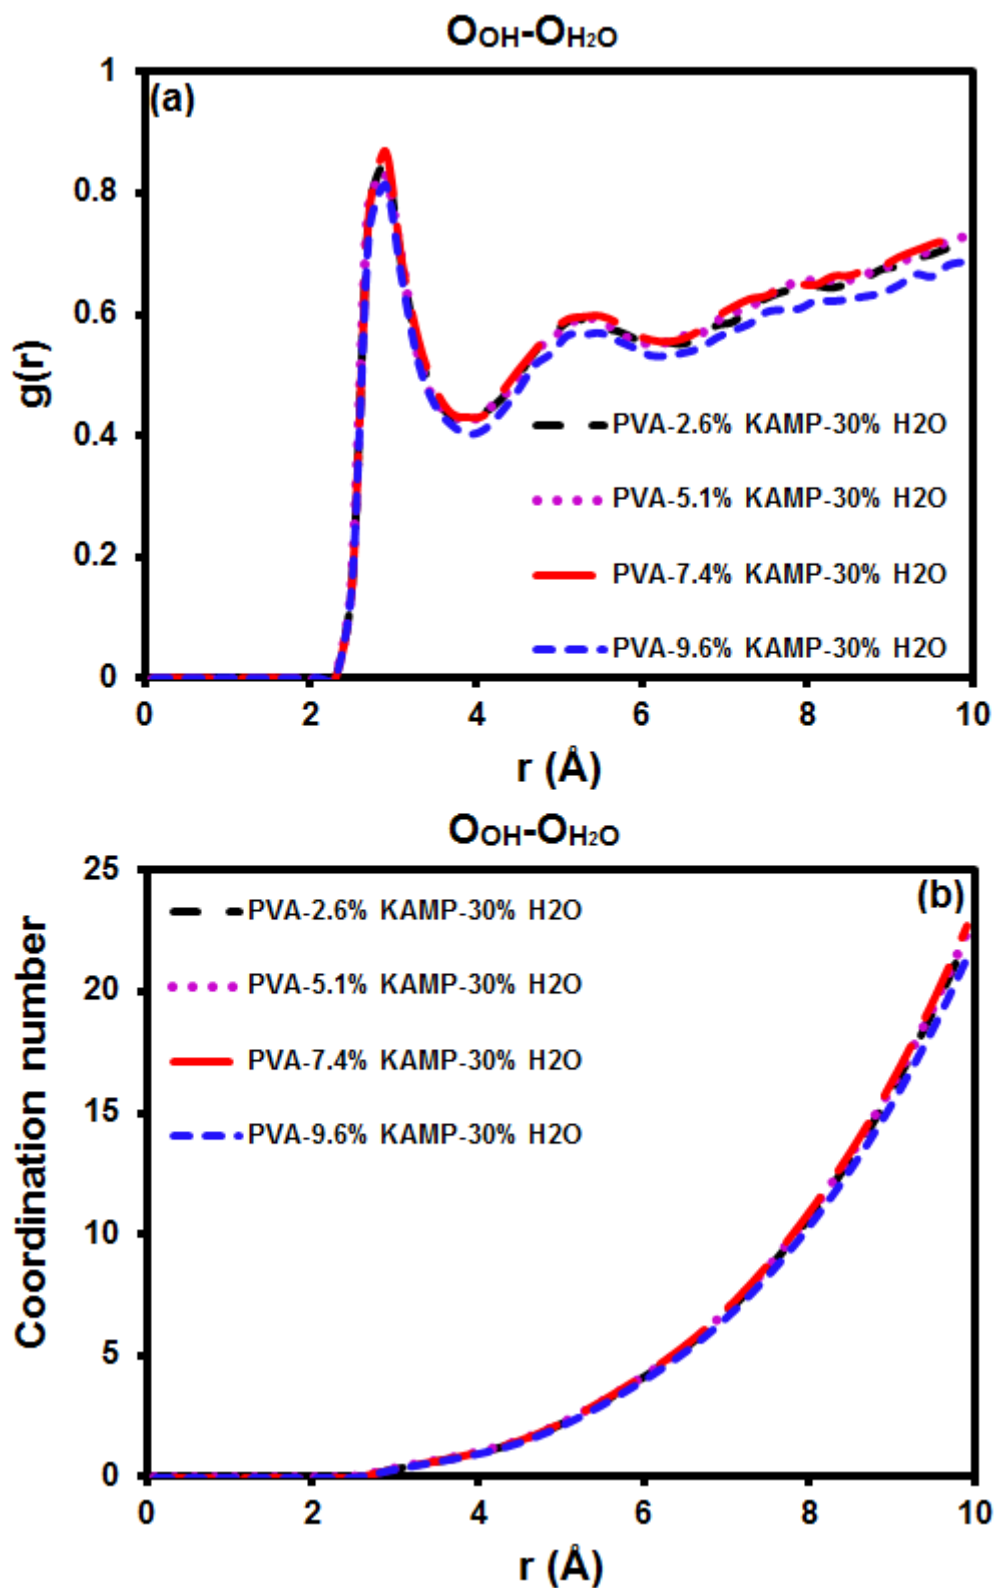 OOH-OH2O
(a)
1
0.8
0.6
0.4
0.2
0
g(r)
PVA-2.6% KAMP-30% H2O
PVA-5.1% KAMP-30% H2O
PVA-7.4% KAMP-30% H2O
PVA-9.6% KAMP-30% H2O
0 2 4 6 8 10
r (Å)
OOH-OH2O
(b)
25
20
15
10
5
0
Coordination number
PVA-2.6% KAMP-30% H2O
PVA-5.1% KAMP-30% H2O
PVA-7.4% KAMP-30% H2O
PVA-9.6% KAMP-30% H2O
0 2 4 6 8 10
r (Å)